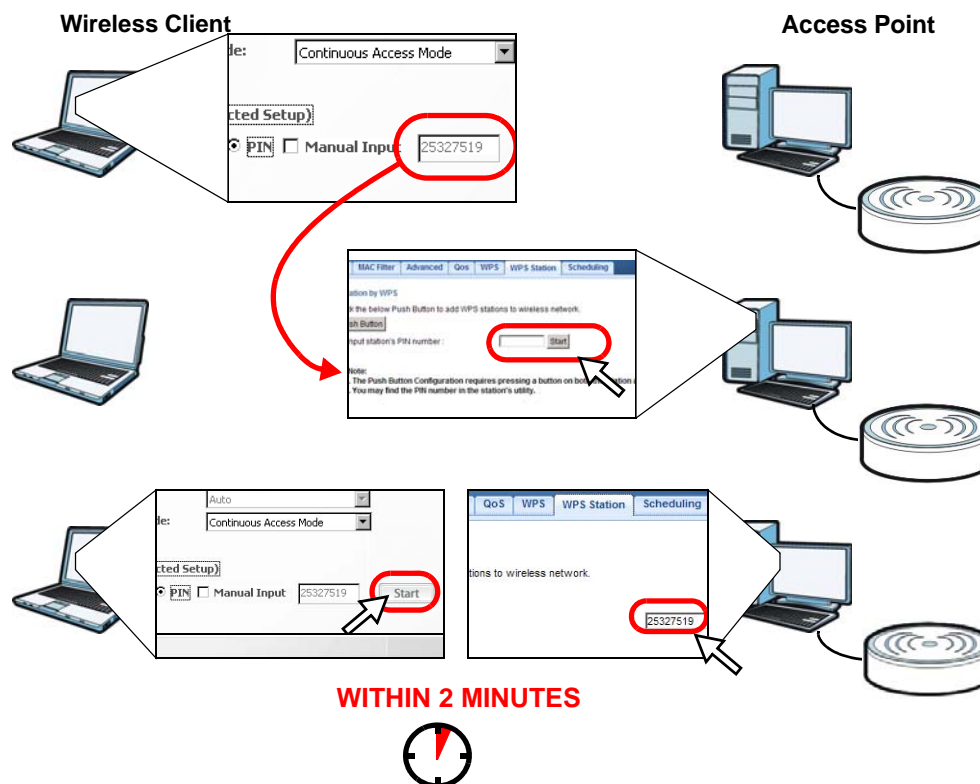 Wireless Client
Access Point
de:
Continuous Access Mode
cted Setup)
PIN
Manual Input
25327519
MAC Filter
Advanced
Qos
WPS
WPS Station
Scheduling
ation by WPS
k the below Push Button to add WPS stations to wireless network.
sh Button
nput station's PIN number :
Start
Note:
. The Push Button Configuration requires pressing a button on both
. You may find the PIN number in the station's utility.
Auto
de:
Continuous Access Mode
cted Setup)
PIN
Manual Input
25327519
Start
QoS
WPS
WPS Station
Scheduling
tions to wireless network.
25327519
WITHIN 2 MINUTES